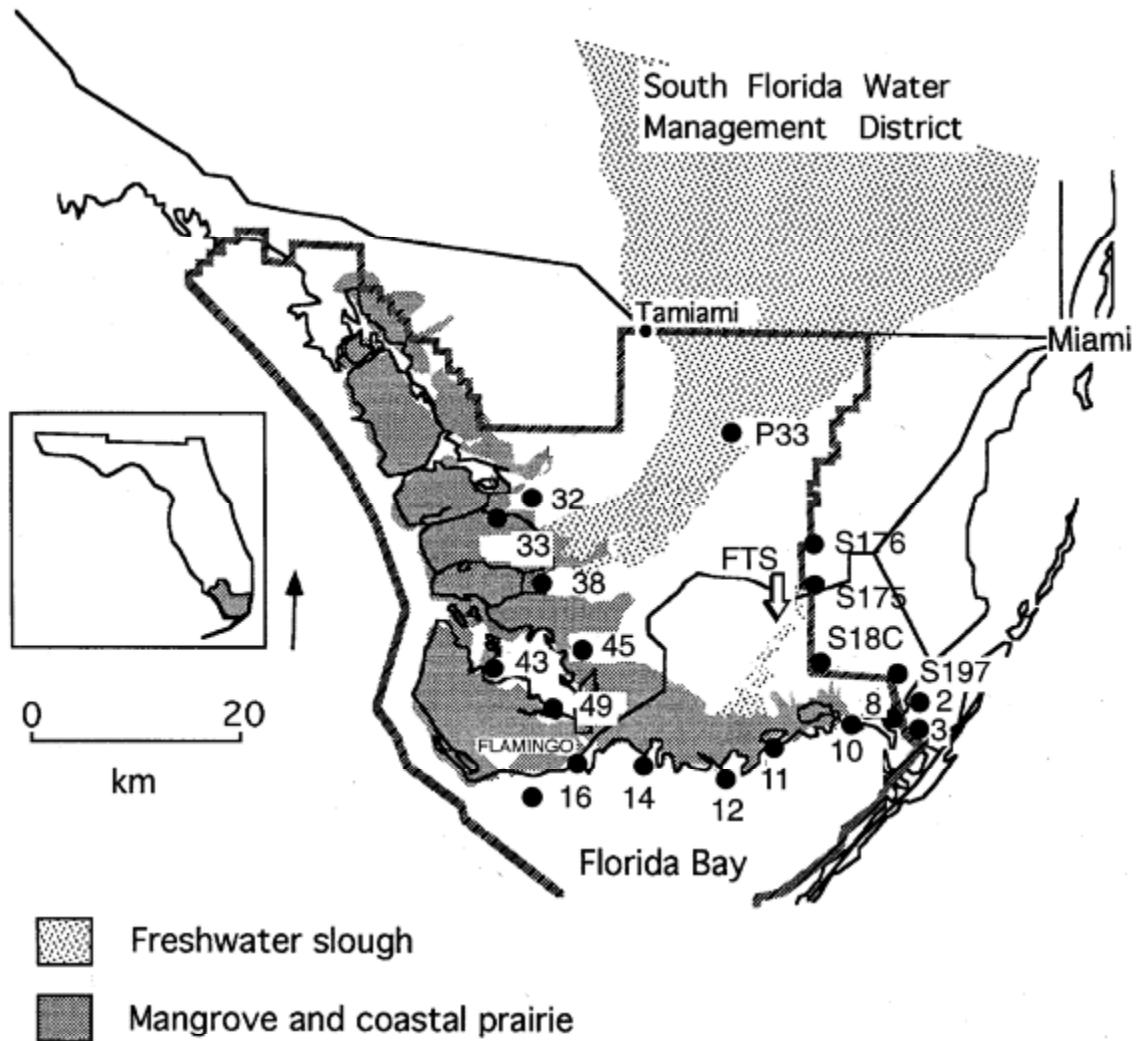 South Florida Water
Management District
Tamiami
Miami
P33
32
33
S176
FTS
38
S175
45
S18C
43
S197
49
8
2
3
10
FLAMINGO
11
16
14
12
0
20
km
Florida Bay
Freshwater slough
Mangrove and coastal prairie